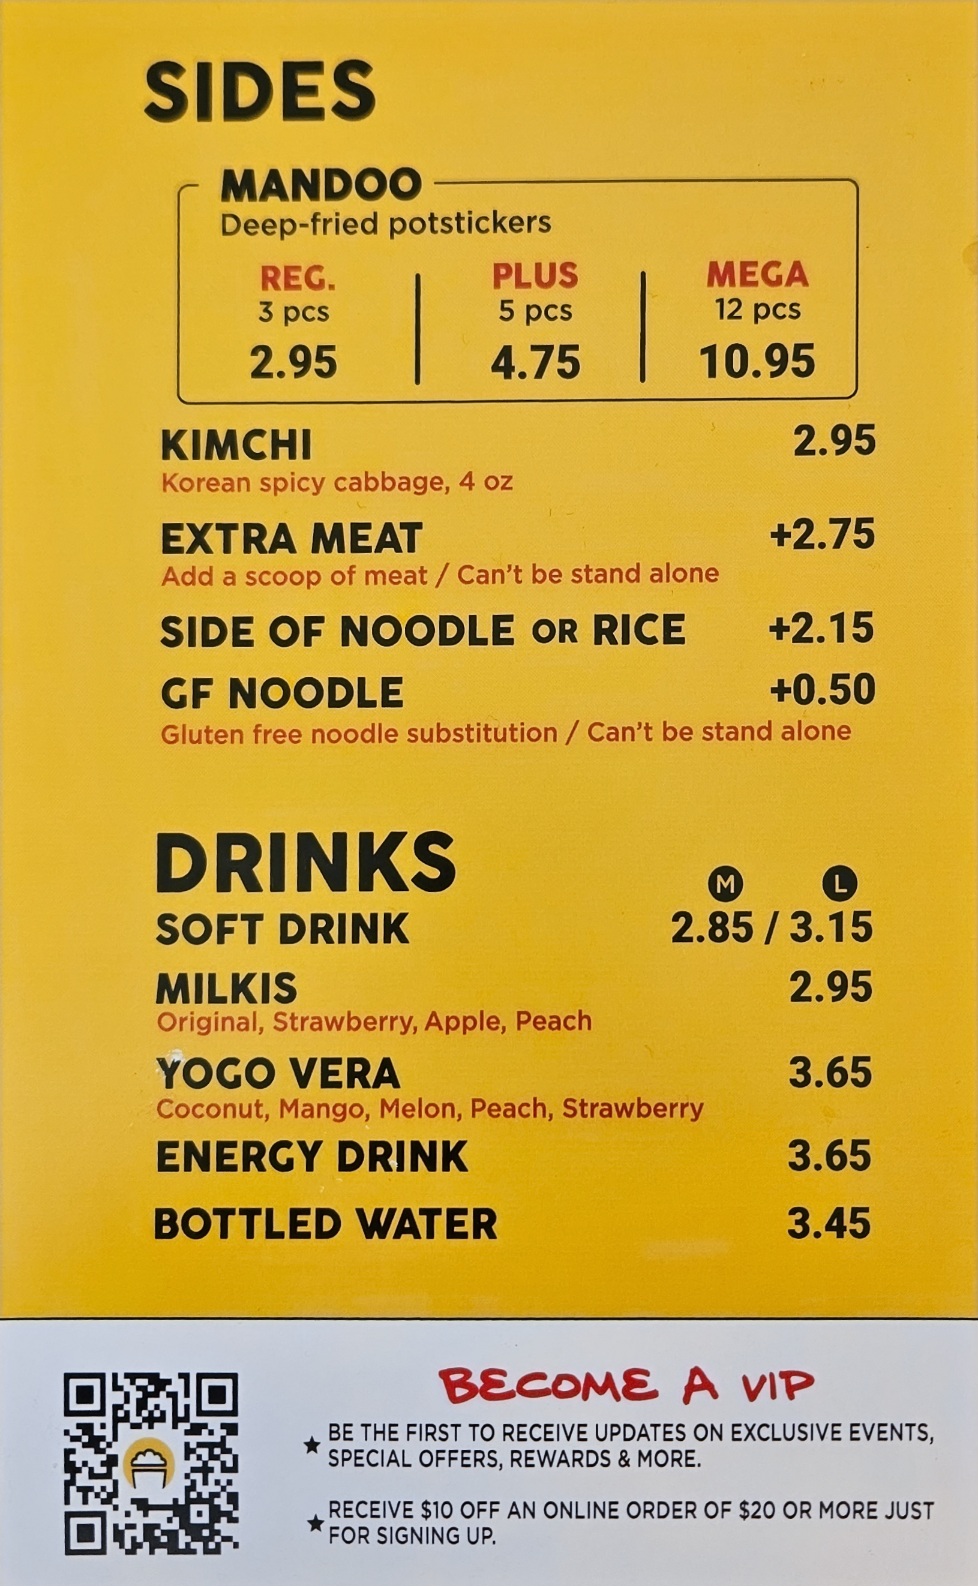 SIDES
MANDOO
Deep-fried potstickers
REG. PLUS MEGA
3 pcs 5 pcs 12 pcs
2.95 4.75 10.95
KIMCHI 2.95
Korean spicy cabbage, 4 oz
EXTRA MEAT +2.75
Add a scoop of meat / Can't be stand alone
SIDE OF NOODLE OR RICE +2.15
GF NOODLE +0.50
Gluten free noodle substitution / Can't be stand alone
DRINKS
M L
SOFT DRINK 2.85 / 3.15
MILKIS 2.95
Original, Strawberry, Apple, Peach
YOGO VERA 3.65
Coconut, Mango, Melon, Peach, Strawberry
ENERGY DRINK 3.65
BOTTLED WATER 3.45
BECOME A VIP
★ BE THE FIRST TO RECEIVE UPDATES ON EXCLUSIVE EVENTS,
SPECIAL OFFERS, REWARDS & MORE.
★ RECEIVE $10 OFF AN ONLINE ORDER OF $20 OR MORE JUST
FOR SIGNING UP.